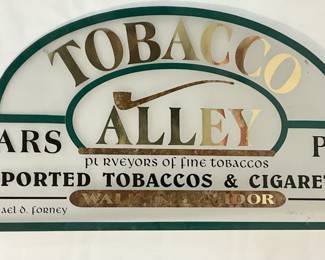 TOBACCO
ALLEY
ARS P
PURVEYORS OF FINE TOBACCOS
PORTED TOBACCOS & CIGARET
WALK-IN HUMIDOR
ael d. forney